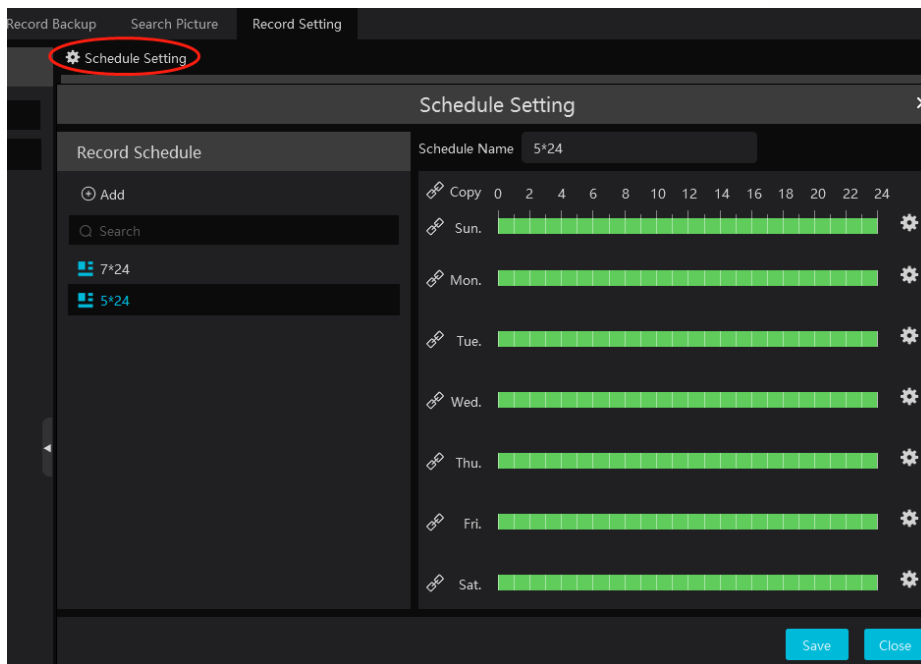 Record Backup Search Picture Record Setting
Schedule Setting
Schedule Setting
Record Schedule
Add
Search
7*24
5*24
Schedule Name 5*24
Copy 0 2 4 6 8 10 12 14 16 18 20 22 24
Sun.
Mon.
Tue.
Wed.
Thu.
Fri.
Sat.
Save Close